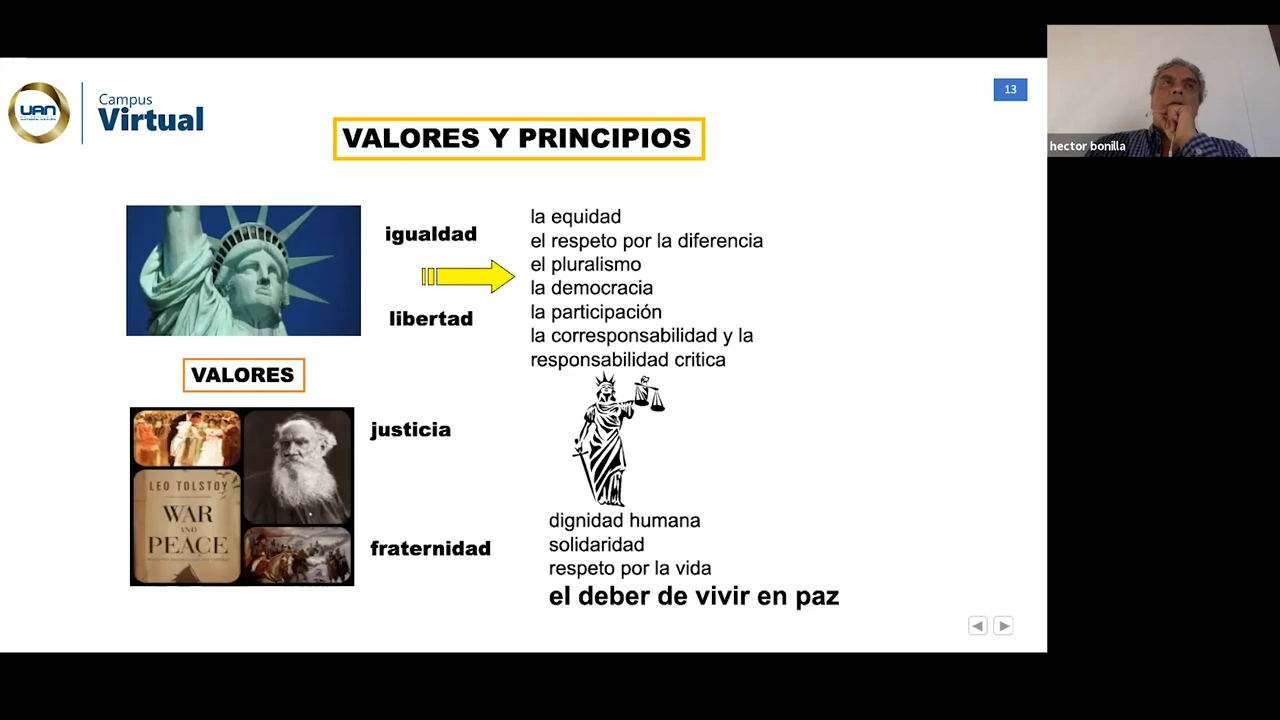 UAN
Campus
Virtual
13
hector bonilla
VALORES Y PRINCIPIOS
igualdad
libertad
la equidad
el respeto por la diferencia
el pluralismo
la democracia
la participación
la corresponsabilidad y la
responsabilidad critica
VALORES
LEO TOLSTOY
WAR
AND
PEACE
justicia
fraternidad
dignidad humana
solidaridad
respeto por la vida
el deber de vivir en paz